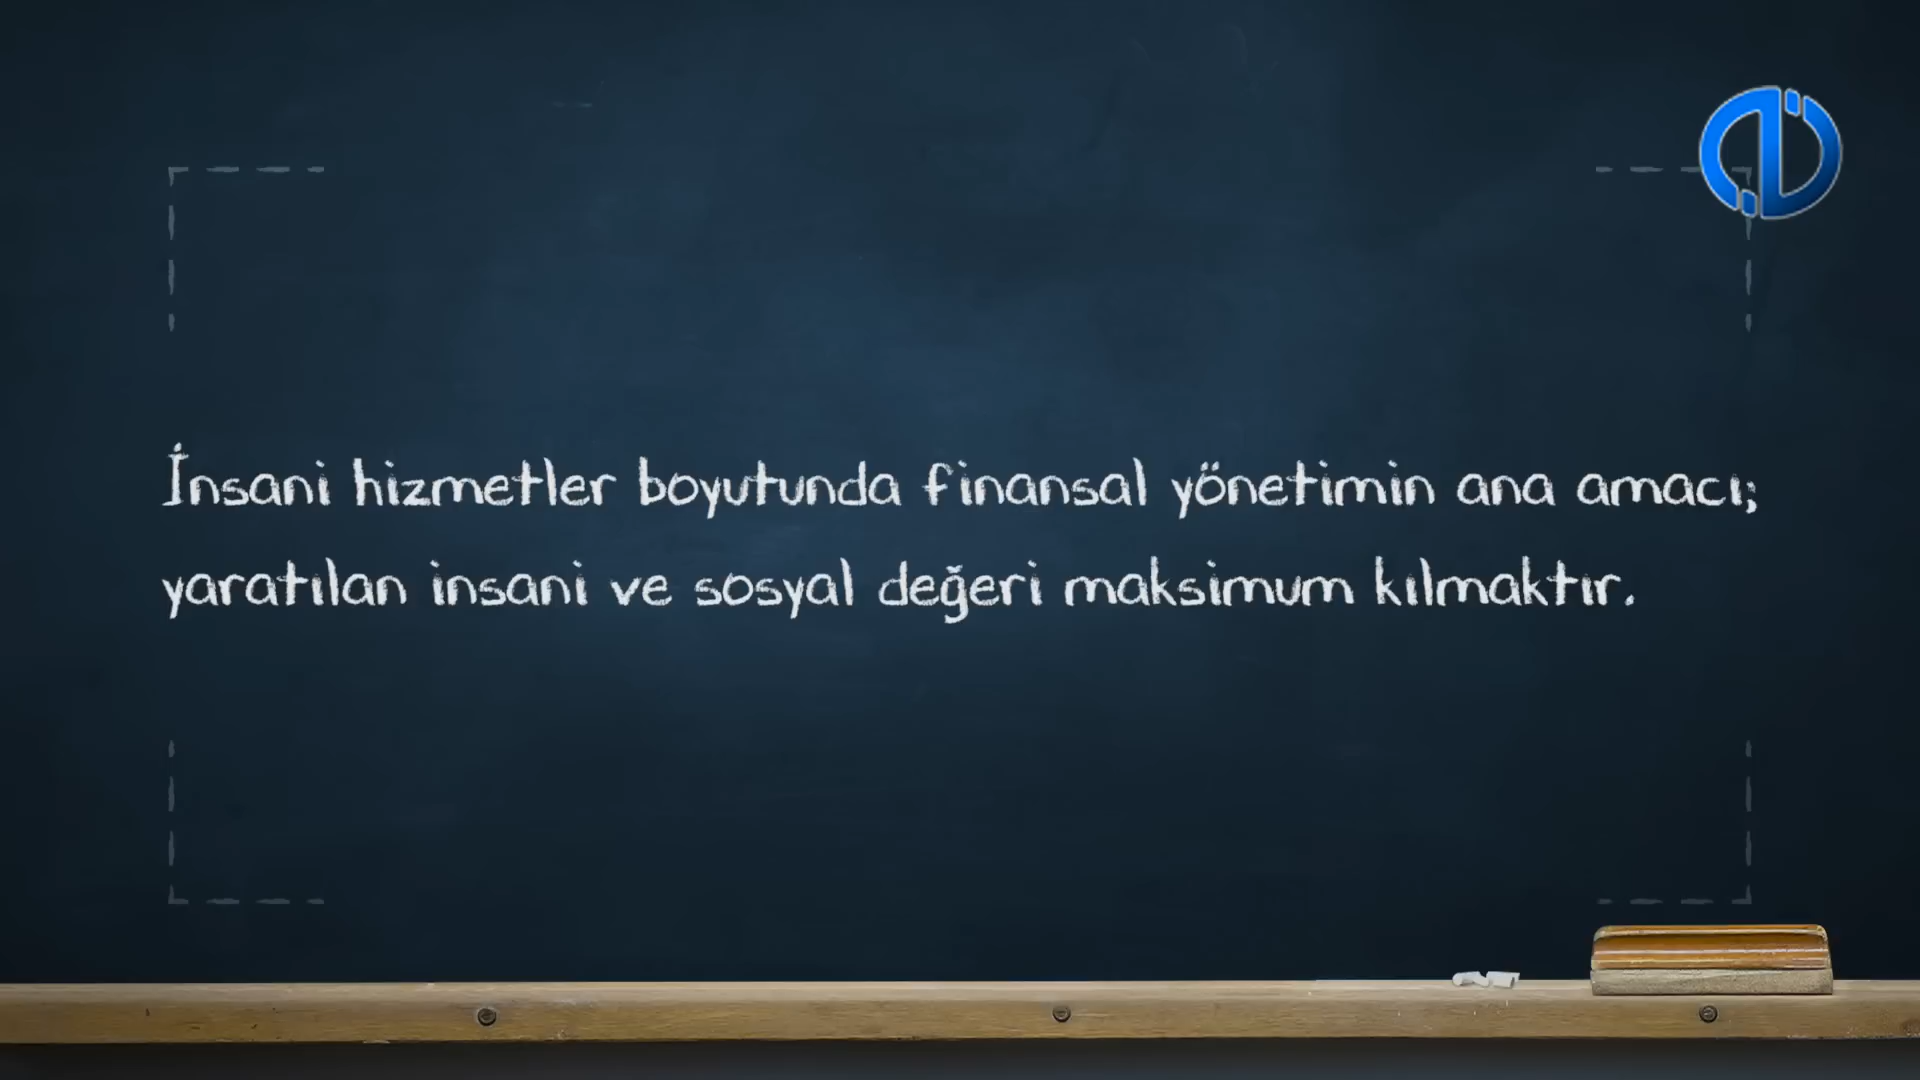 İnsani hizmetler boyutunda finansal yönetimin ana amacı;
yaratılan insani ve sosyal değeri maksimum kılmaktır.